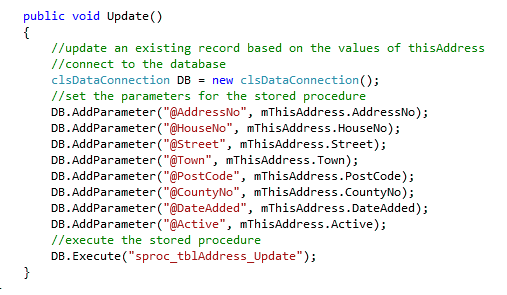 public void Update()
{
//update an existing record based on the values of thisAddress
//connect to the database
clsDataConnection DB = new clsDataConnection();
//set the parameters for the stored procedure
DB.AddParameter("@AddressNo", mThisAddress.AddressNo);
DB.AddParameter("@HouseNo", mThisAddress.HouseNo);
DB.AddParameter("@Street", mThisAddress.Street);
DB.AddParameter("@Town", mThisAddress.Town);
DB.AddParameter("@PostCode", mThisAddress.PostCode);
DB.AddParameter("@CountyNo", mThisAddress.CountyNo);
DB.AddParameter("@DateAdded", mThisAddress.DateAdded);
DB.AddParameter("@Active", mThisAddress.Active);
//execute the stored procedure
DB.Execute("sproc_tblAddress_Update");
}